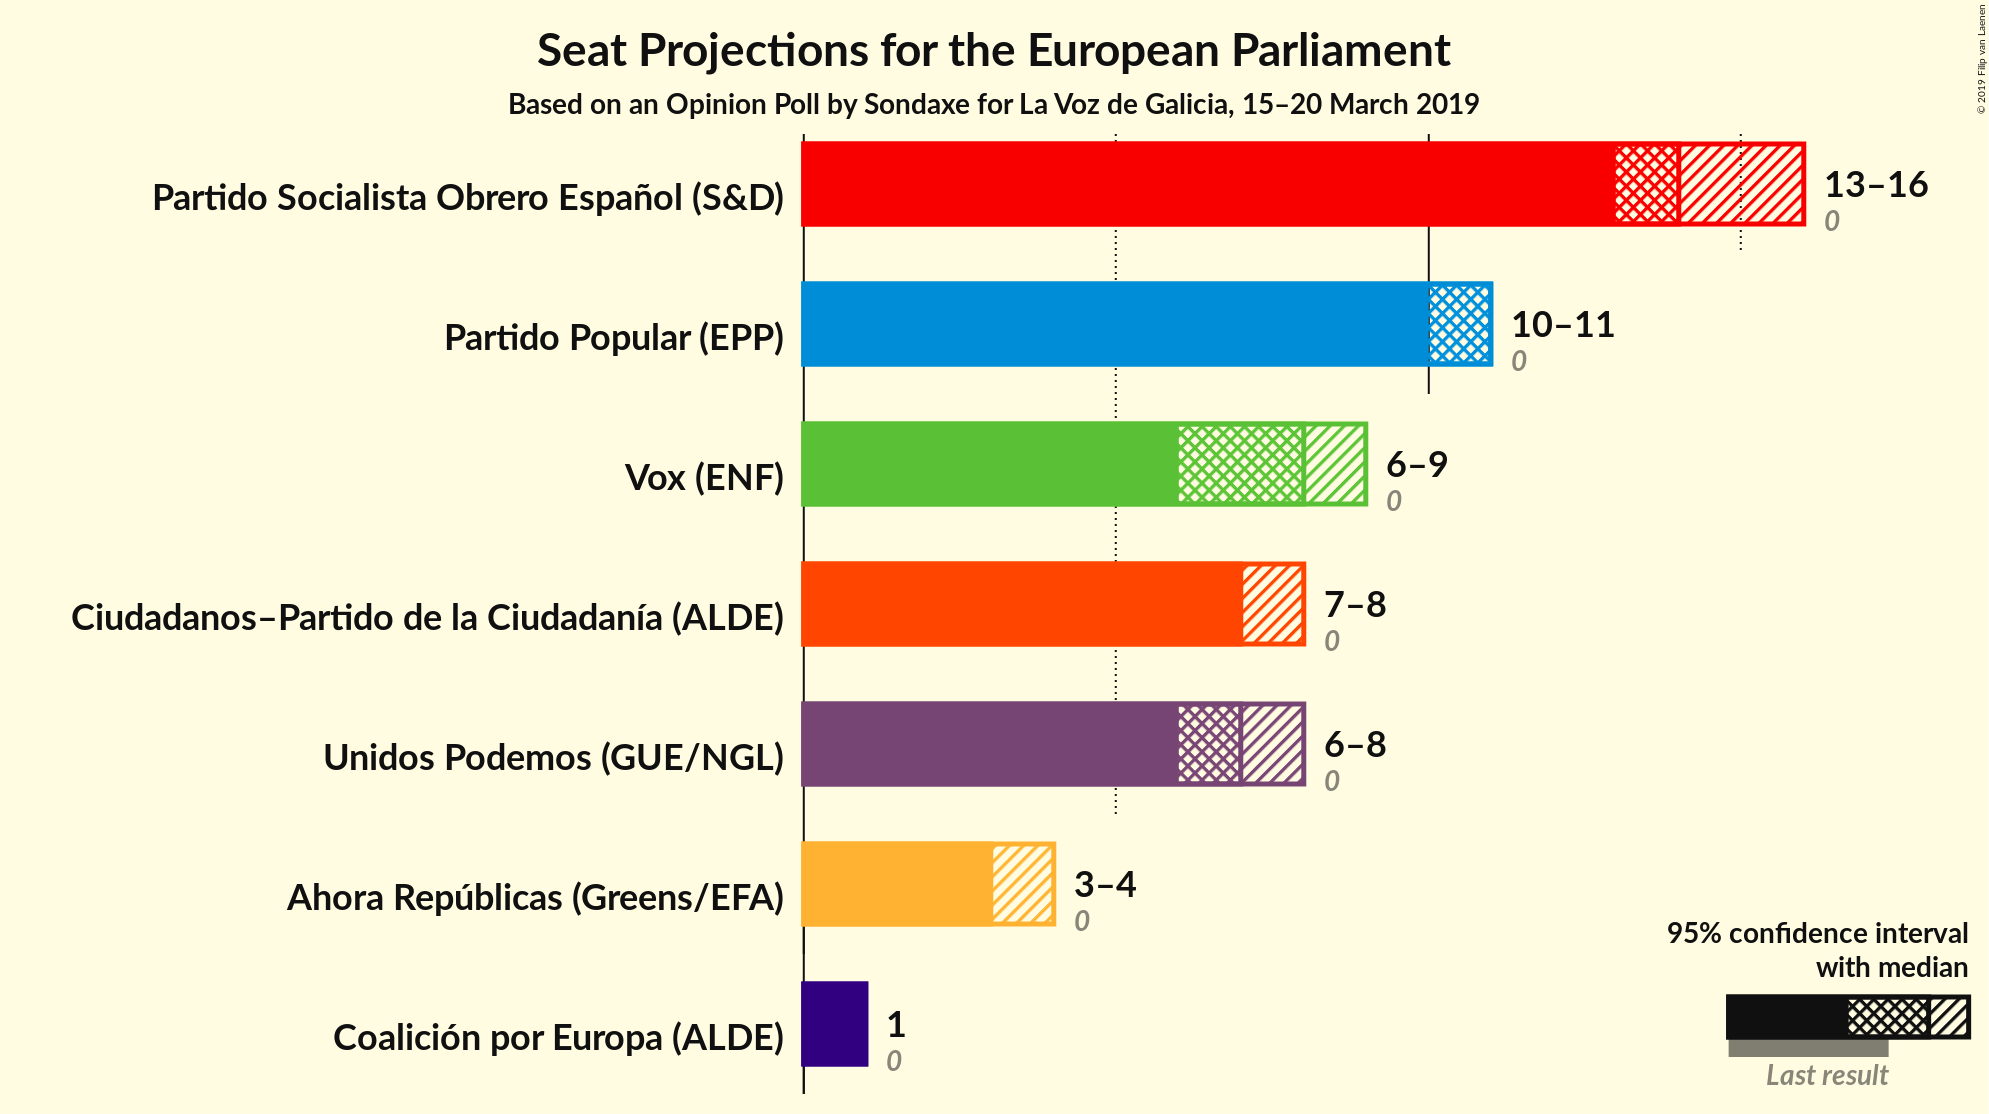 Seat Projections for the European Parliament
Based on an Opinion Poll by Sondaxe for La Voz de Galicia, 15–20 March 2019
© 2019 Filip van Laenen
Partido Socialista Obrero Español (S&D)
13–16
0
Partido Popular (EPP)
10–11
0
Vox (ENF)
6–9
0
Ciudadanos–Partido de la Ciudadanía (ALDE)
7–8
0
Unidos Podemos (GUE/NGL)
6–8
0
Ahora Repúblicas (Greens/EFA)
3–4
0
Coalición por Europa (ALDE)
1
0
95% confidence interval
with median
Last result